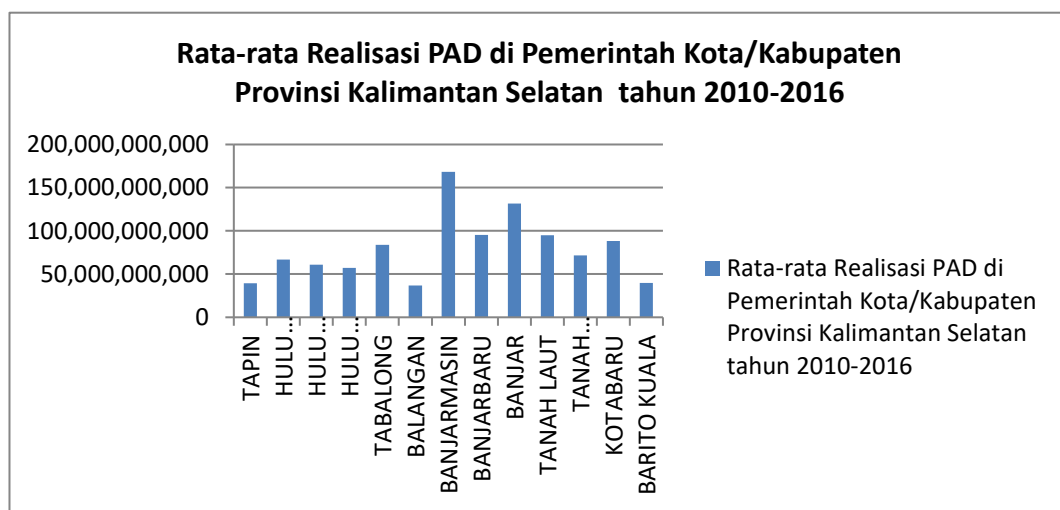 Rata-rata Realisasi PAD di Pemerintah Kota/Kabupaten
Provinsi Kalimantan Selatan tahun 2010-2016
200,000,000,000
150,000,000,000
100,000,000,000
50,000,000,000
0
TAPIN
HULU...
HULU...
HULU...
TABALONG
BALANGAN
BANJARMASIN
BANJARBARU
BANJAR
TANAH LAUT
TANAH...
KOTABARU
BARITO KUALA
Rata-rata Realisasi PAD di
Pemerintah Kota/Kabupaten
Provinsi Kalimantan Selatan
tahun 2010-2016